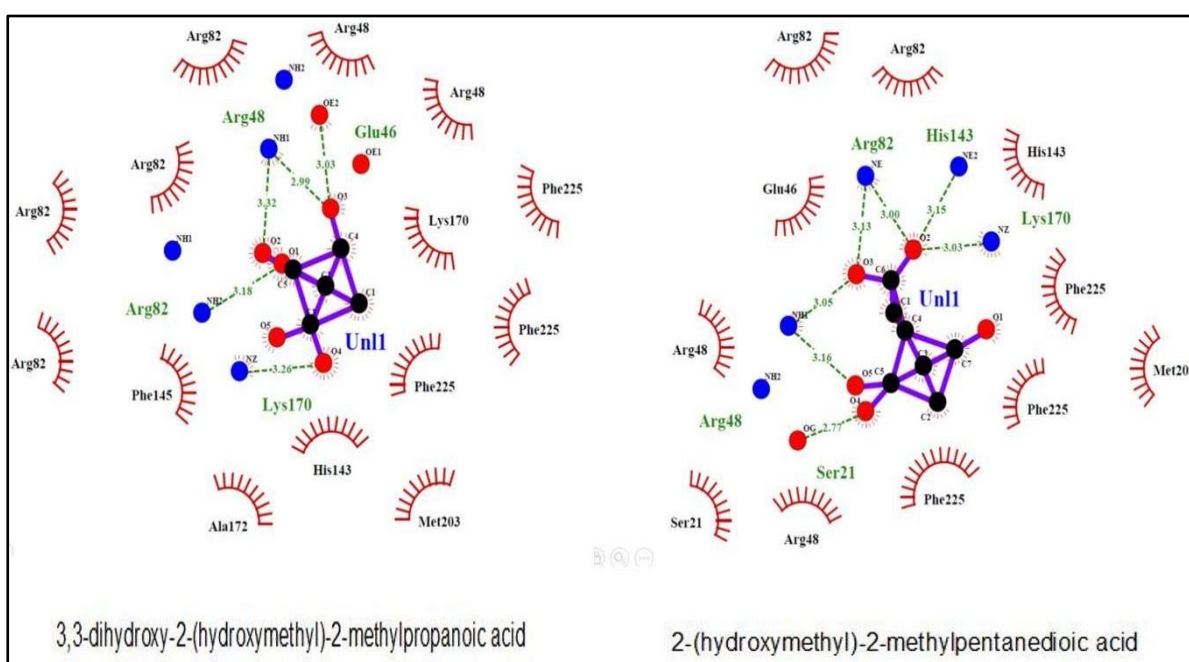 Arg82
Arg48
NH2
OE2
Arg48
Arg48
NH1
Glu46
OE1
Arg82
3.03
2.99
Phe225
3.32
O3
Arg82
Lys170
C4
O2
O1
NH1
C5
C1
Arg82
NH2
3.18
Unl1
O5
O4
Phe225
Arg82
NZ
3.26
Phe145
Phe225
Lys170
His143
Ala172
Met203
3,3-dihydroxy-2-(hydroxymethyl)-2-methylpropanoic acid
Arg82
Arg82
Arg82
His143
NE
NE2
His143
Glu46
Lys170
3.13
3.00
3.15
NZ
O2
3.03
O3
C6
Phe225
3.05
C1
NH1
C4
O1
Arg48
3.16
C3
C7
Met20
O5
C5
NH2
O4
C2
Phe225
Arg48
OG
2.77
Ser21
Phe225
Ser21
Arg48
2-(hydroxymethyl)-2-methylpentanedioic acid